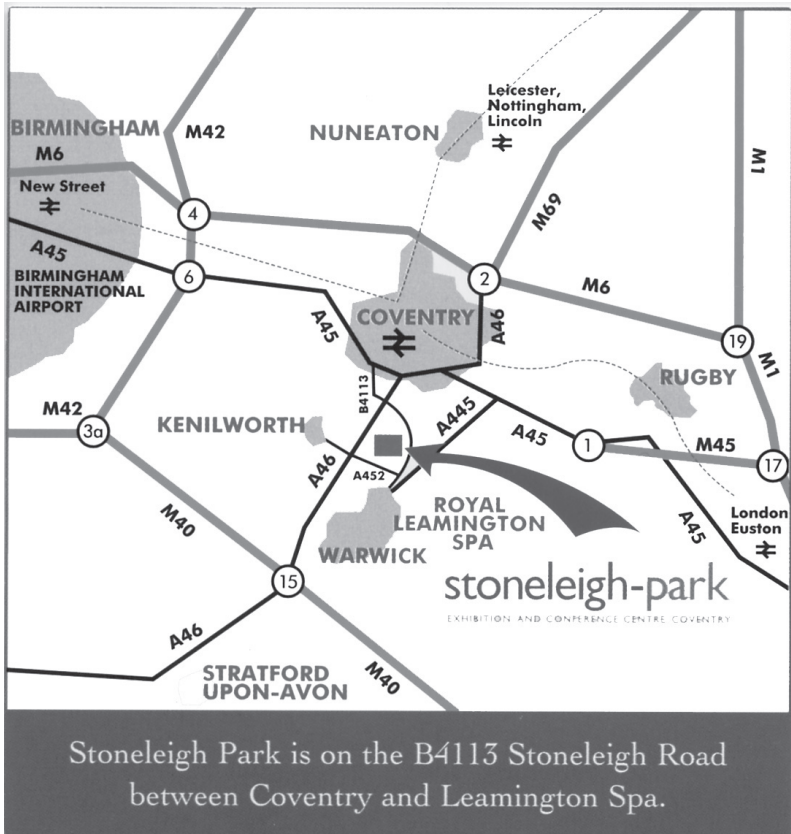 Leicester,
Nottingham,
Lincoln
BIRMINGHAM
M42
NUNEATON
M6
M1
New Street
4
M69
A45
BIRMINGHAM
INTERNATIONAL
AIRPORT
6
2
M6
A45
COVENTRY
A46
19
M1
B4113
RUGBY
M42
3a
KENILWORTH
A445
A45
1
M45
17
A46
A452
M40
ROYAL
LEAMINGTON
SPA
A45
London
Euston
WARWICK
15
stoneleigh-park
EXHIBITION AND CONFERENCE CENTRE COVENTRY
A46
M40
STRATFORD
UPON-AVON
Stoneleigh Park is on the B4113 Stoneleigh Road
between Coventry and Leamington Spa.